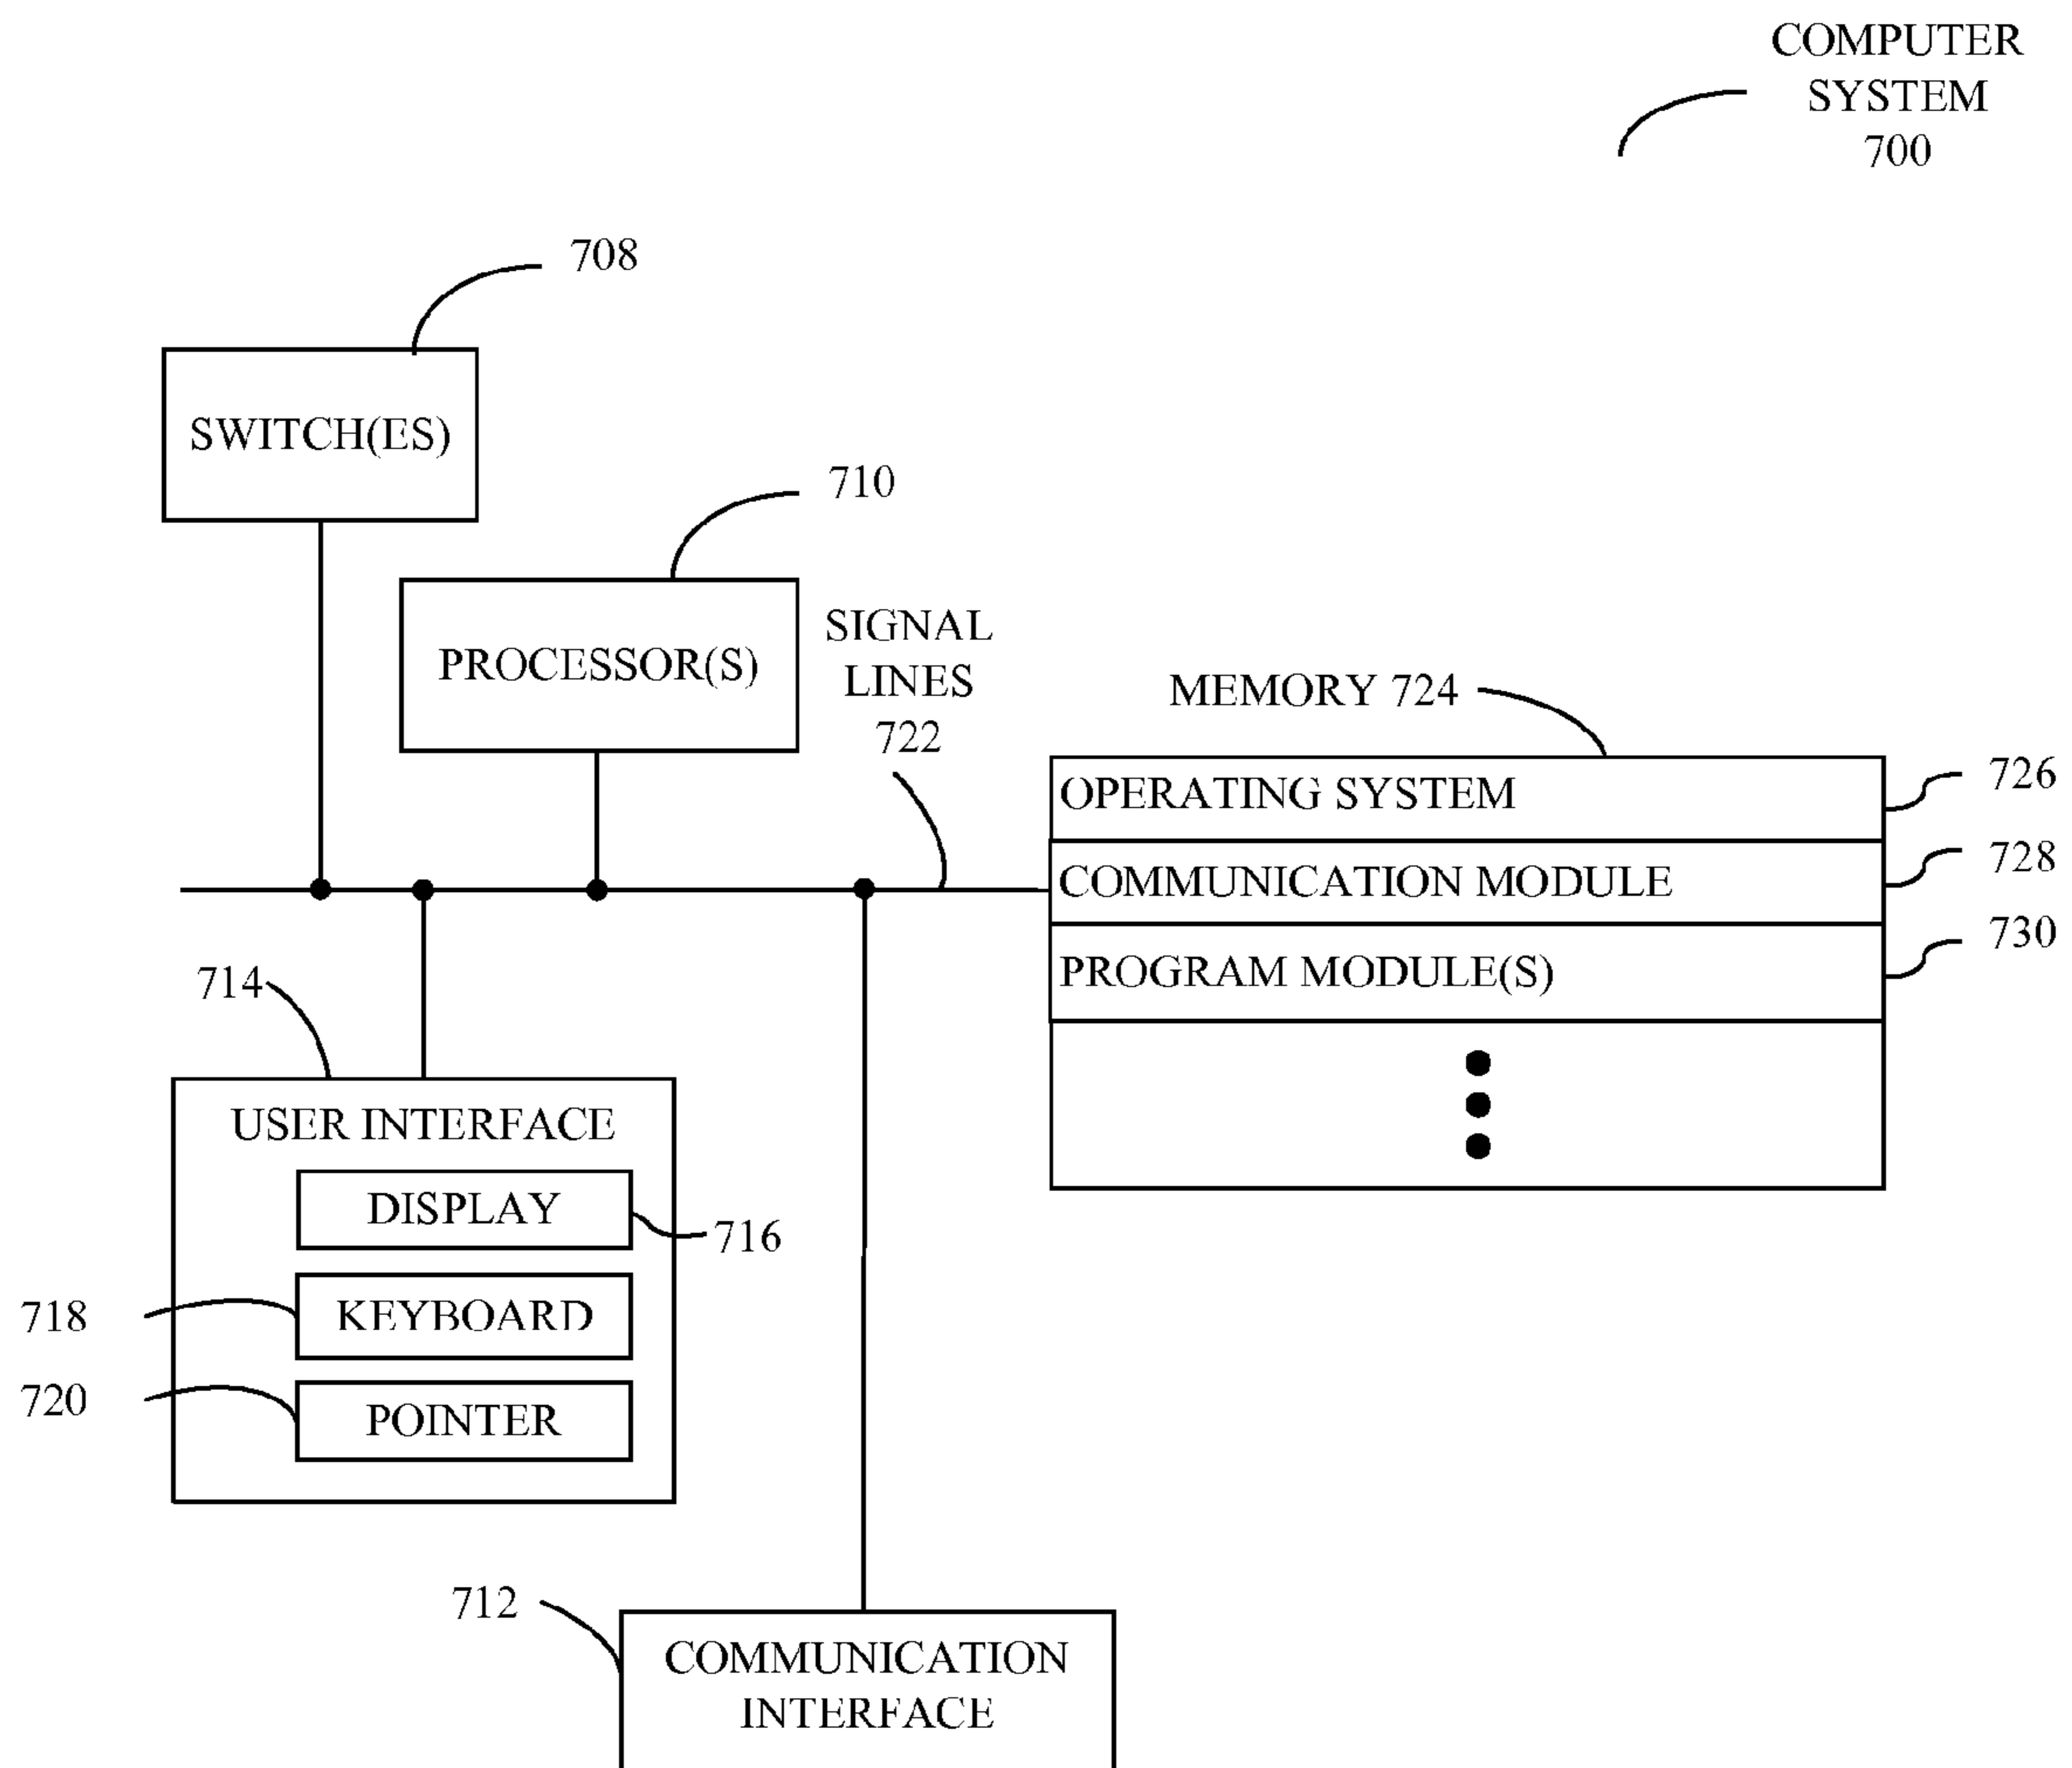 COMPUTER
SYSTEM
700
708
SWITCH(ES)
710
PROCESSOR(S)
SIGNAL
LINES
722
MEMORY 724
OPERATING SYSTEM
726
COMMUNICATION MODULE
728
PROGRAM MODULE(S)
730
714
USER INTERFACE
DISPLAY
716
KEYBOARD
718
POINTER
720
712
COMMUNICATION
INTERFACE